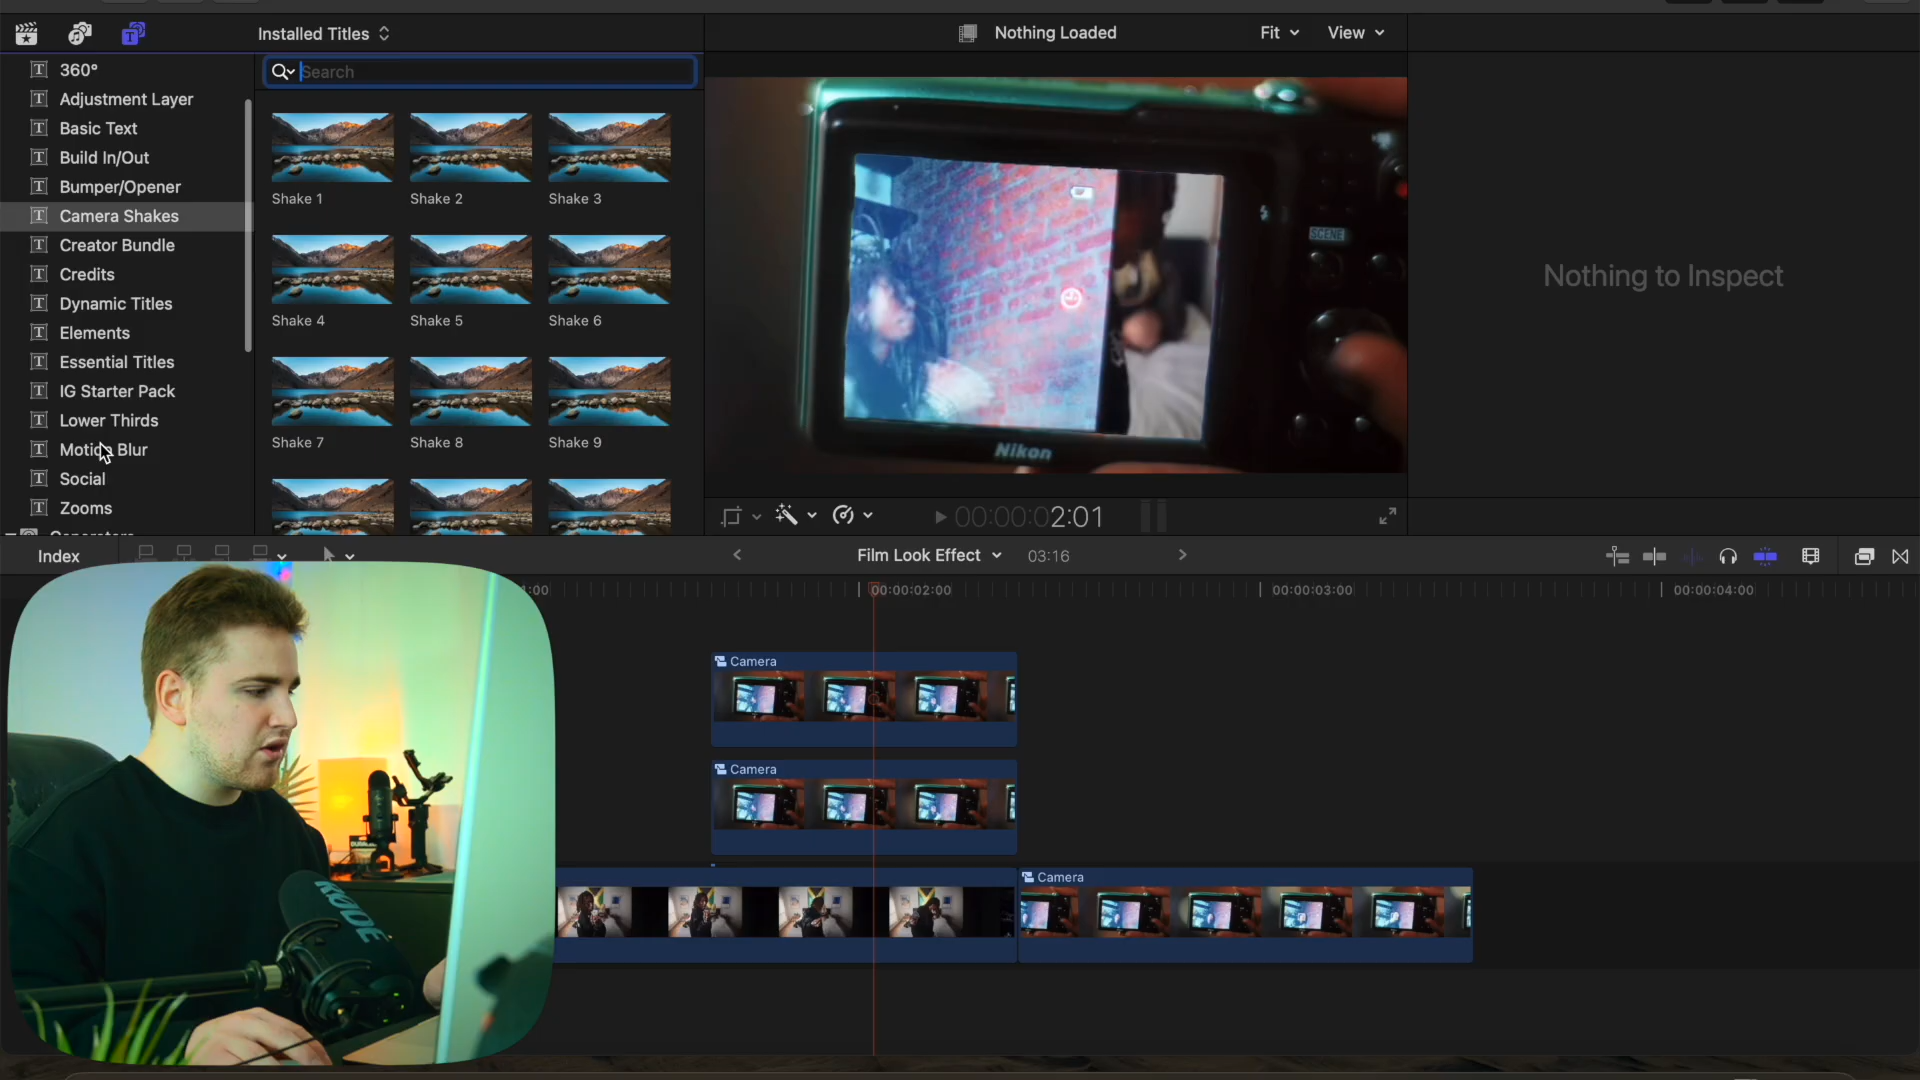 Installed Titles
Nothing Loaded
Fit
View
360°
Adjustment Layer
Basic Text
Build In/Out
Bumper/Opener
Camera Shakes
Creator Bundle
Credits
Dynamic Titles
Elements
Essential Titles
IG Starter Pack
Lower Thirds
Motion Blur
Social
Zooms
Search
Shake 1
Shake 2
Shake 3
Shake 4
Shake 5
Shake 6
Shake 7
Shake 8
Shake 9
SCENE
Nikon
Nothing to Inspect
00:00:02:01
Index
Film Look Effect
03:16
:00
00:00:02:00
00:00:03:00
00:00:04:00
Camera
Camera
Camera
RODE